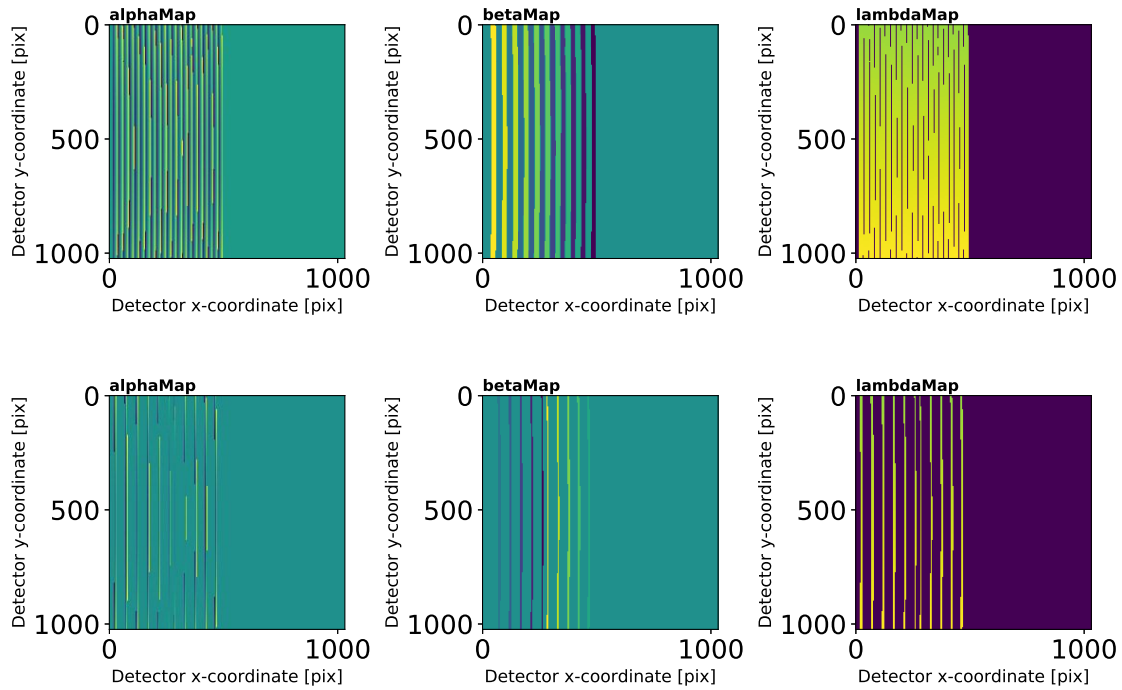 alphaMap betaMap lambdaMap
0 0 0
500 500 500
1000 1000 1000
Detector y-coordinate [pix] Detector y-coordinate [pix] Detector y-coordinate [pix]
0 1000 0 1000 0 1000
Detector x-coordinate [pix] Detector x-coordinate [pix] Detector x-coordinate [pix]
alphaMap betaMap lambdaMap
0 0 0
500 500 500
1000 1000 1000
Detector y-coordinate [pix] Detector y-coordinate [pix] Detector y-coordinate [pix]
0 1000 0 1000 0 1000
Detector x-coordinate [pix] Detector x-coordinate [pix] Detector x-coordinate [pix]